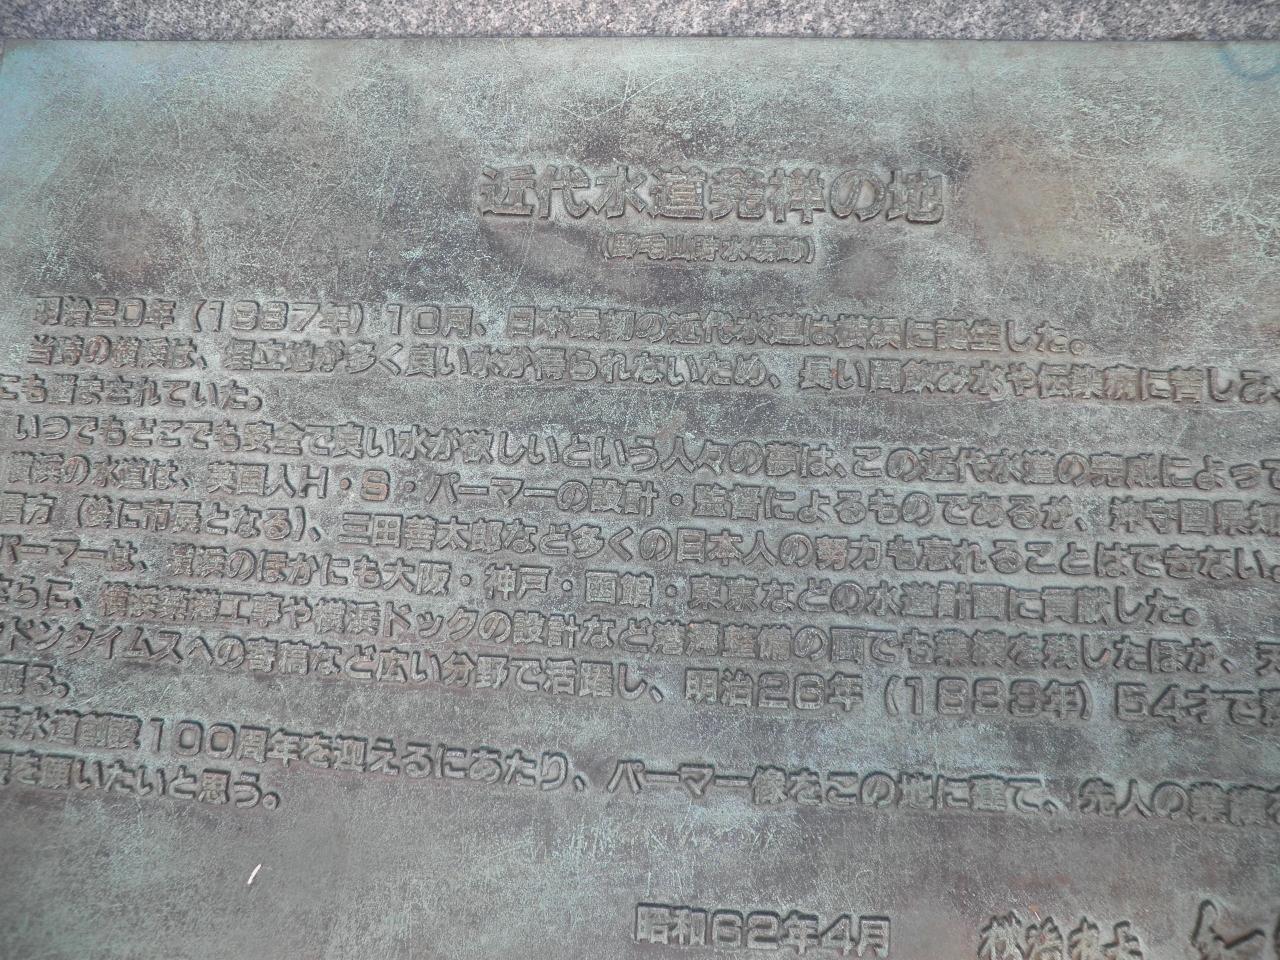 近代水道発祥の地
(野毛山貯水場跡)
明治20年(1887年)10月、日本最初の近代水道は横浜に誕生した。
当時の横浜は、埋立地が多く良い水が得られないため、長い間飲み水や伝染病に苦しみ、
にも悩まされていた。
いつでもどこでも安全で良い水が欲しいという人々の夢は、この近代水道の完成によって
横浜の水道は、英国人H・S・パーマーの設計・監督によるものであるが、沖守固県知
方(後に市長となる)、三田善太郎など多くの日本人の努力も忘れることはできない。
パーマーは、横浜のほかにも大阪・神戸・函館・東京などの水道計画に貢献した。
さらに、横浜築港工事や横浜ドックの設計など港湾整備の面でも業績を残したほか、天
ドンタイムスへの寄稿など広い分野で活躍し、明治26年(1893年)54才で
眠る。
水道創設100周年を迎えるにあたり、パーマー像をこの地に建て、先人の業績を
を願いたいと思う。
昭和62年4月
横浜市長